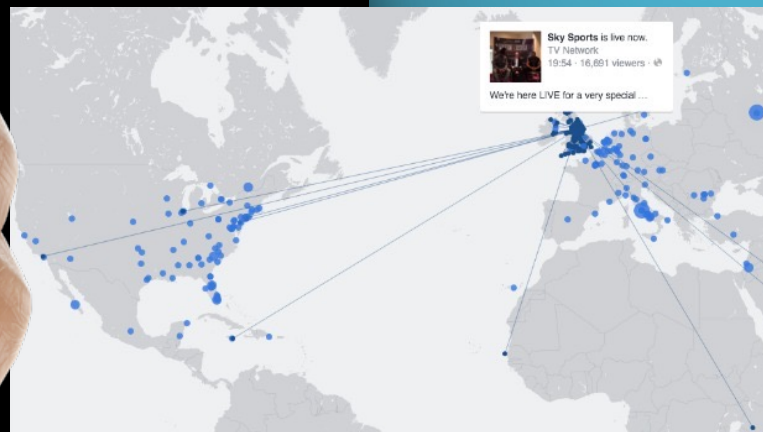 Sky Sports is live now.
TV Network
19:54 · 16,691 viewers ·
We're here LIVE for a very special ...